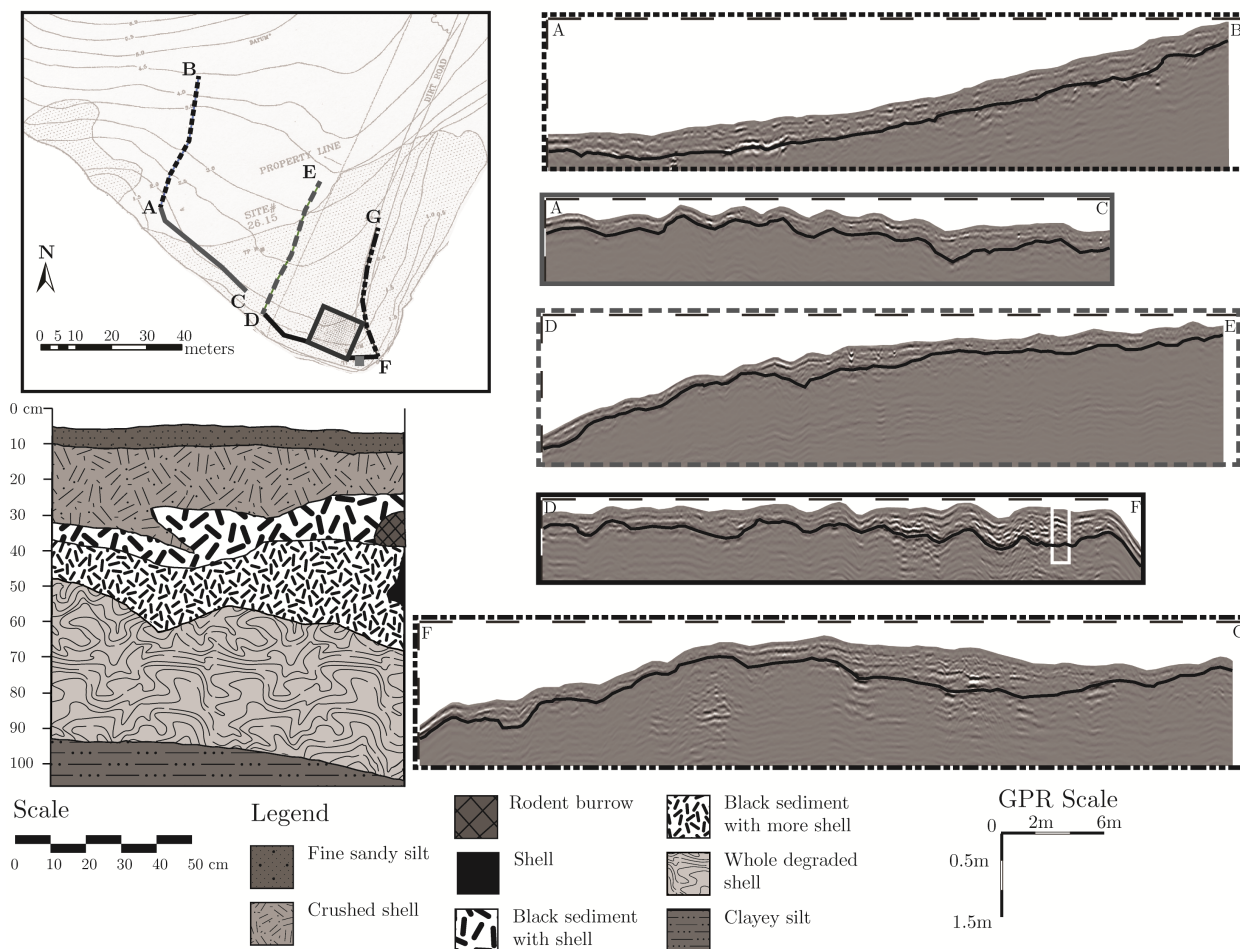 B
DATUM
DIRT ROAD
PROPERTY LINE
E
A
SITE#
26.15
G
N
C
D
F
0 5 10 20 30 40
meters
A
B
A
C
D
E
D
F
F
0 cm
10
20
30
40
50
60
70
80
90
100
Scale
0 10 20 30 40 50 cm
Legend
Fine sandy silt
Crushed shell
Rodent burrow
Shell
Black sediment
with shell
Black sediment
with more shell
Whole degraded
shell
Clayey silt
GPR Scale
0 2m 6m
0.5m
1.5m